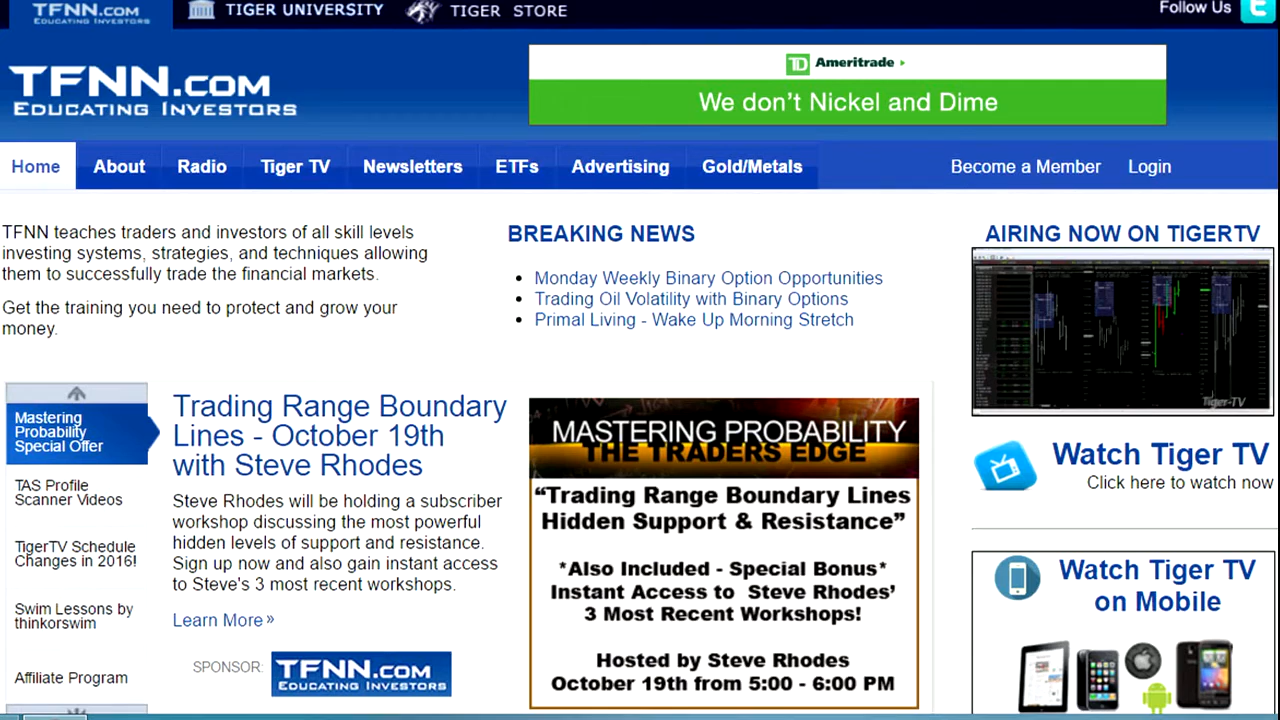 TFNN.COM
EDUCATING INVESTORS
TIGER UNIVERSITY
TIGER STORE
Follow Us
TFNN.COM
EDUCATING INVESTORS
TD Ameritrade
We don't Nickel and Dime
Home
About
Radio
Tiger TV
Newsletters
ETFs
Advertising
Gold/Metals
Become a Member
Login
TFNN teaches traders and investors of all skill levels
investing systems, strategies, and techniques allowing
them to successfully trade the financial markets.
Get the training you need to protect and grow your
money.
BREAKING NEWS
Monday Weekly Binary Option Opportunities
Trading Oil Volatility with Binary Options
Primal Living - Wake Up Morning Stretch
AIRING NOW ON TIGERTV
Tiger-TV
Watch Tiger TV
Click here to watch now
Watch Tiger TV
on Mobile
Mastering
Probability
Special Offer
TAS Profile
Scanner Videos
TigerTV Schedule
Changes in 2016!
Swim Lessons by
thinkorswim
Affiliate Program
Trading Range Boundary
Lines - October 19th
with Steve Rhodes
Steve Rhodes will be holding a subscriber
workshop discussing the most powerful
hidden levels of support and resistance.
Sign up now and also gain instant access
to Steve's 3 most recent workshops.
Learn More »
SPONSOR:
TFNN.COM
EDUCATING INVESTORS
MASTERING PROBABILITY
THE TRADERS EDGE
“Trading Range Boundary Lines
Hidden Support & Resistance”
*Also Included - Special Bonus*
Instant Access to Steve Rhodes’
3 Most Recent Workshops!
Hosted by Steve Rhodes
October 19th from 5:00 - 6:00 PM